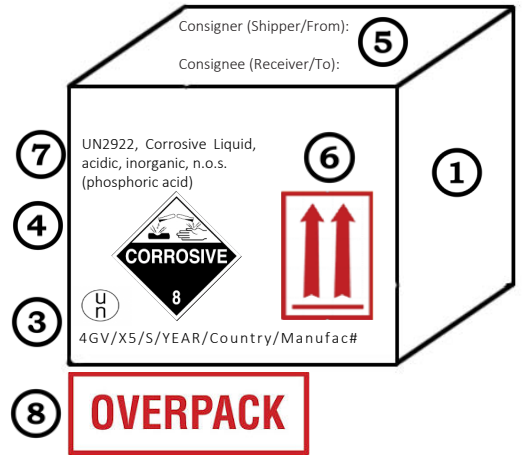 Consigner (Shipper/From):
5
Consignee (Receiver/To):
7
UN2922, Corrosive Liquid,
acidic, inorganic, n.o.s.
(phosphoric acid)
6
1
4
CORROSIVE
8
un
3
4GV/X5/S/YEAR/Country/Manufac#
8
OVERPACK